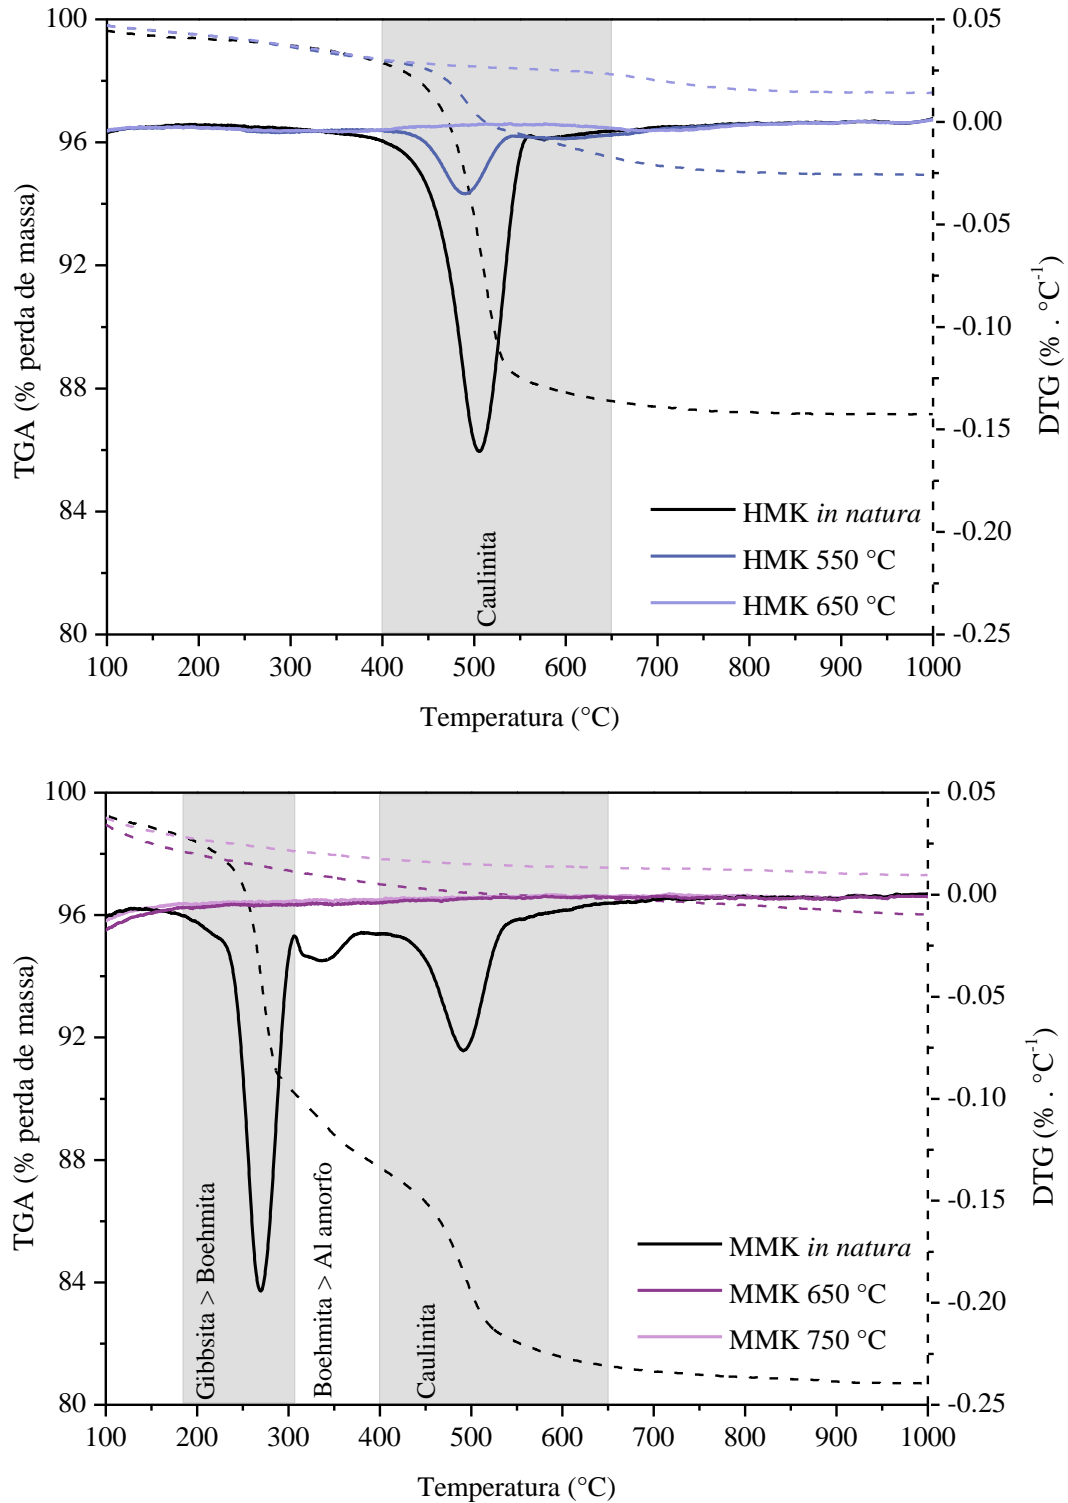 100
96
92
88
84
80
TGA (% perda de massa)
0.05
0.00
-0.05
-0.10
-0.15
-0.20
-0.25
DTG (% . °C-1)
HMK in natura
HMK 550 °C
HMK 650 °C
Caulinita
100 200 300 400 500 600 700 800 900 1000
Temperatura (°C)
100
96
92
88
84
80
TGA (% perda de massa)
0.05
0.00
-0.05
-0.10
-0.15
-0.20
-0.25
DTG (% . °C-1)
Gibbsita > Boehmita
Boehmita > Al amorfo
Caulinita
MMK in natura
MMK 650 °C
MMK 750 °C
100 200 300 400 500 600 700 800 900 1000
Temperatura (°C)